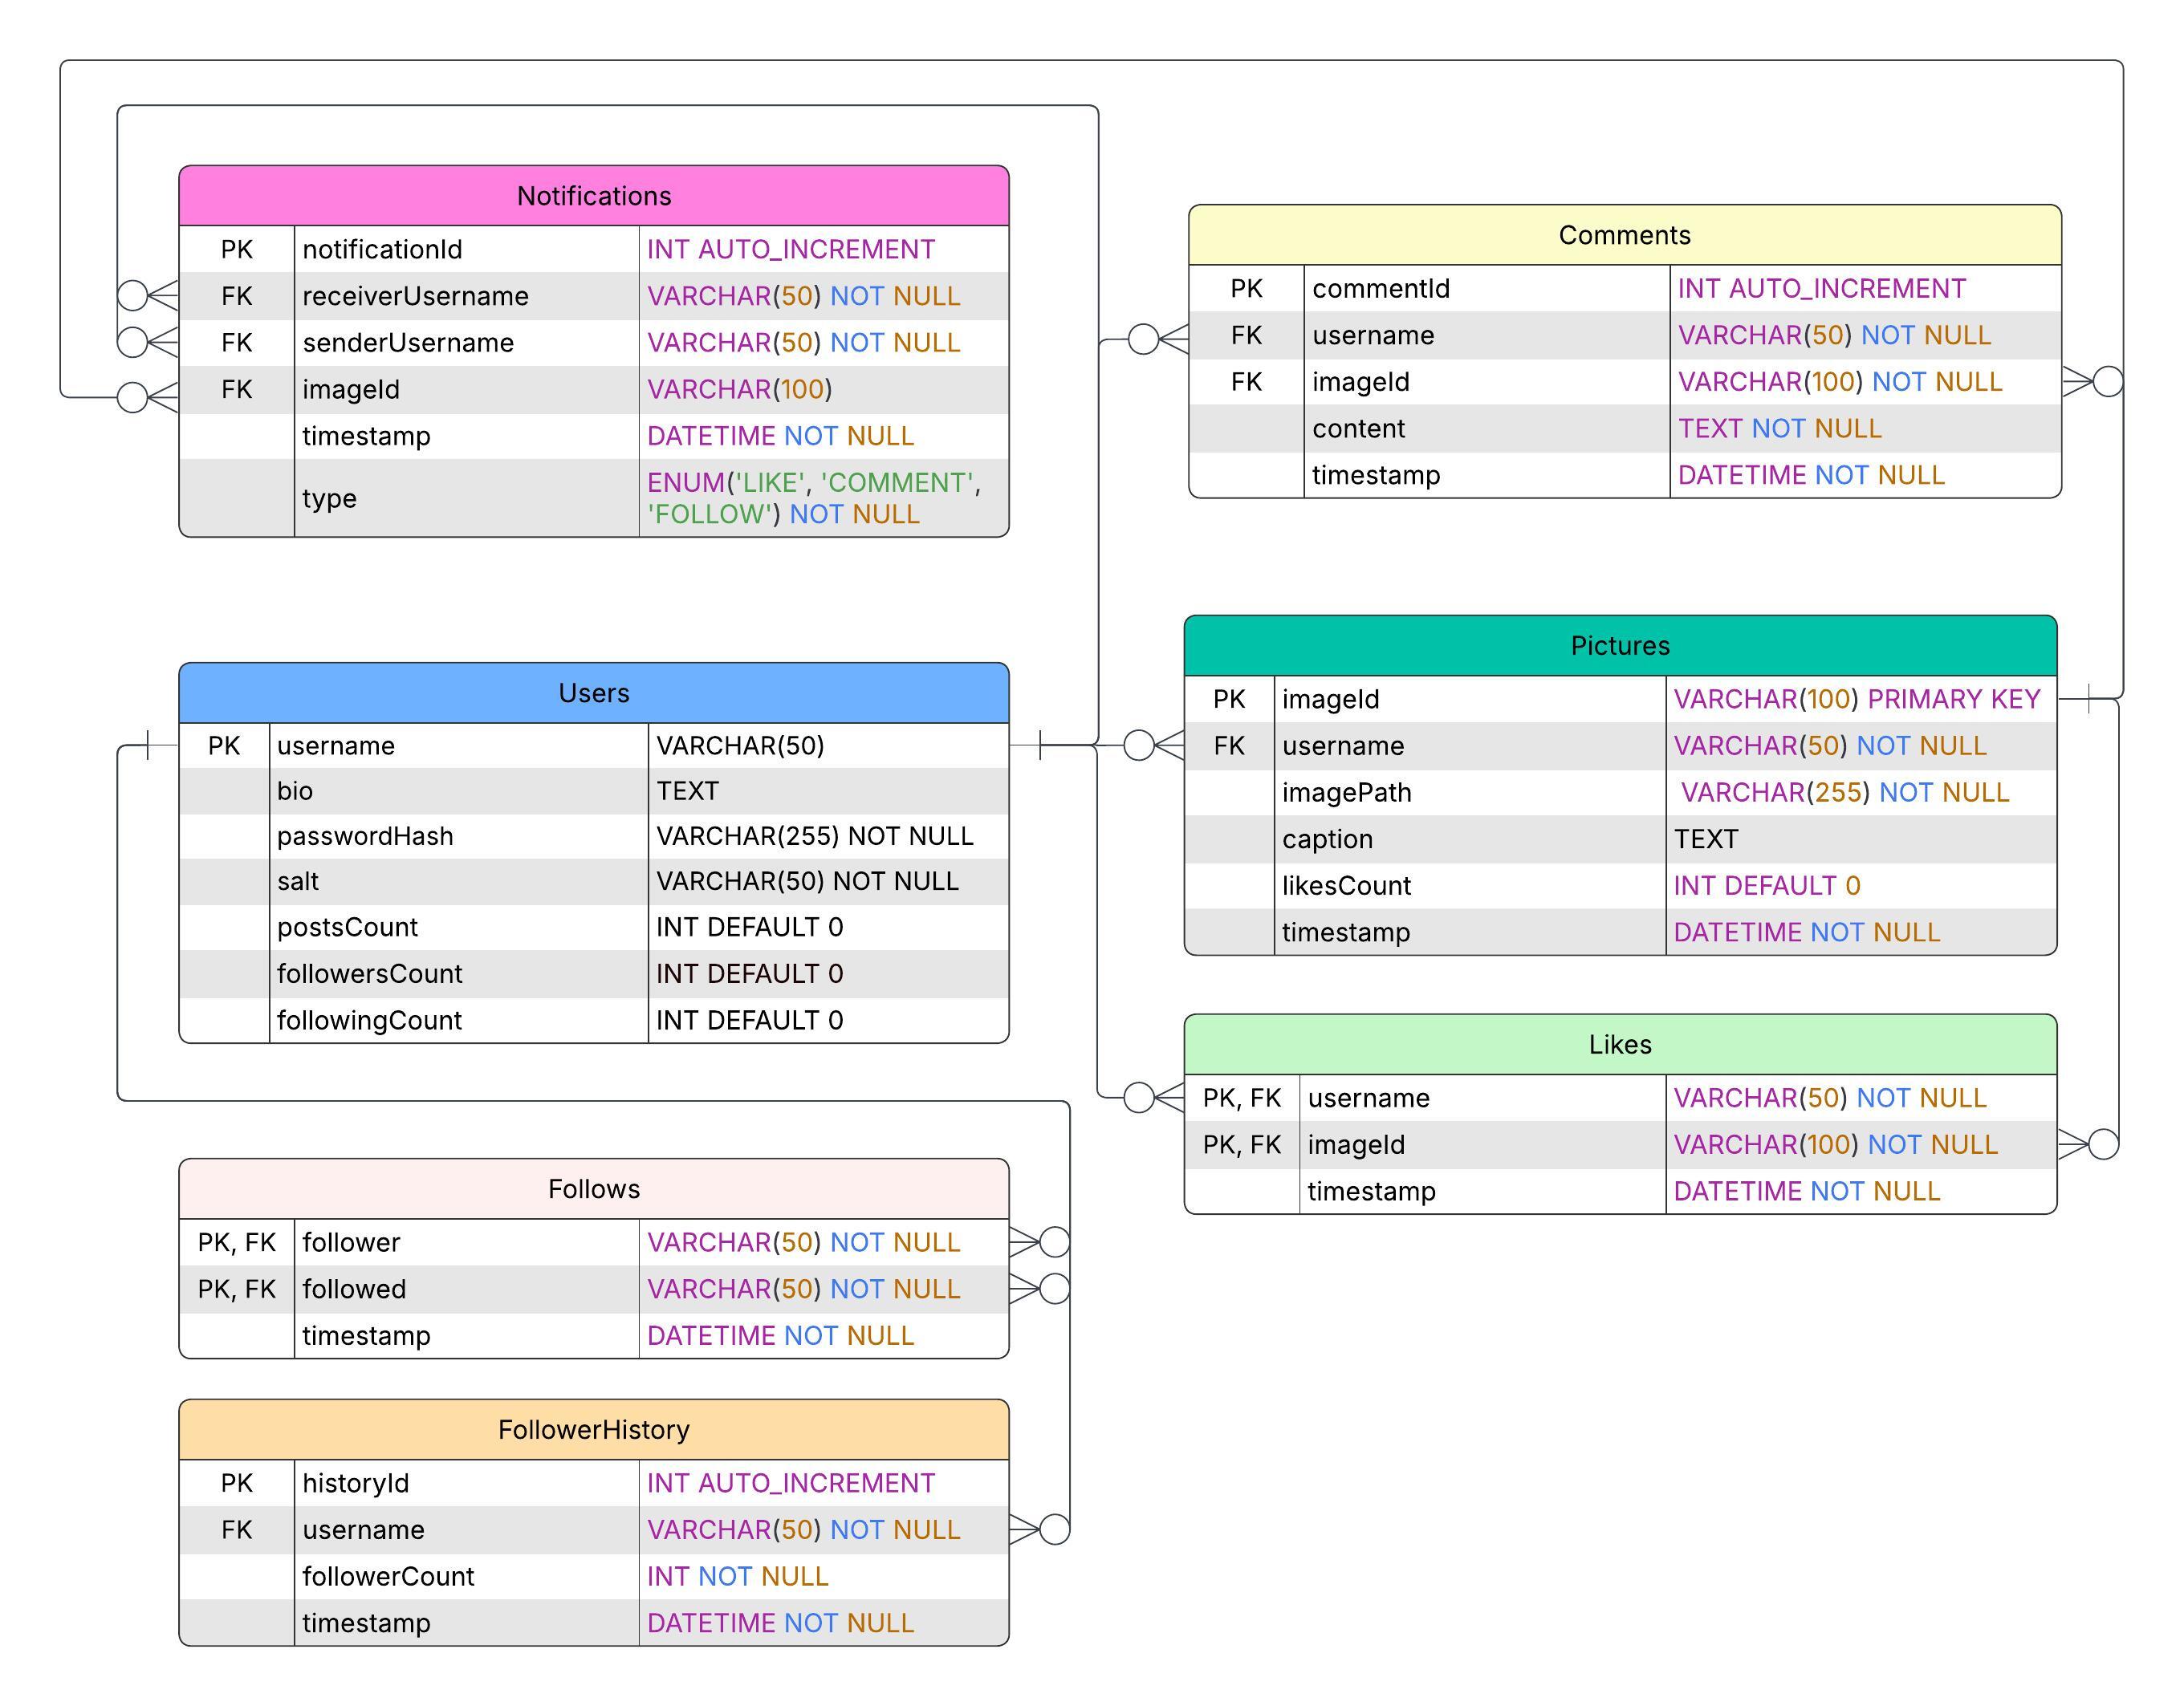 Notifications
PK notificationId INT AUTO_INCREMENT
FK receiverUsername VARCHAR(50) NOT NULL
FK senderUsername VARCHAR(50) NOT NULL
FK imageId VARCHAR(100)
timestamp DATETIME NOT NULL
type ENUM('LIKE', 'COMMENT',
'FOLLOW') NOT NULL
Comments
PK commentId INT AUTO_INCREMENT
FK username VARCHAR(50) NOT NULL
FK imageId VARCHAR(100) NOT NULL
content TEXT NOT NULL
timestamp DATETIME NOT NULL
Users
PK username VARCHAR(50)
bio TEXT
passwordHash VARCHAR(255) NOT NULL
salt VARCHAR(50) NOT NULL
postsCount INT DEFAULT 0
followersCount INT DEFAULT 0
followingCount INT DEFAULT 0
Pictures
PK imageId VARCHAR(100) PRIMARY KEY
FK username VARCHAR(50) NOT NULL
imagePath VARCHAR(255) NOT NULL
caption TEXT
likesCount INT DEFAULT 0
timestamp DATETIME NOT NULL
Likes
PK, FK username VARCHAR(50) NOT NULL
PK, FK imageId VARCHAR(100) NOT NULL
timestamp DATETIME NOT NULL
Follows
PK, FK follower VARCHAR(50) NOT NULL
PK, FK followed VARCHAR(50) NOT NULL
timestamp DATETIME NOT NULL
FollowerHistory
PK historyId INT AUTO_INCREMENT
FK username VARCHAR(50) NOT NULL
followerCount INT NOT NULL
timestamp DATETIME NOT NULL